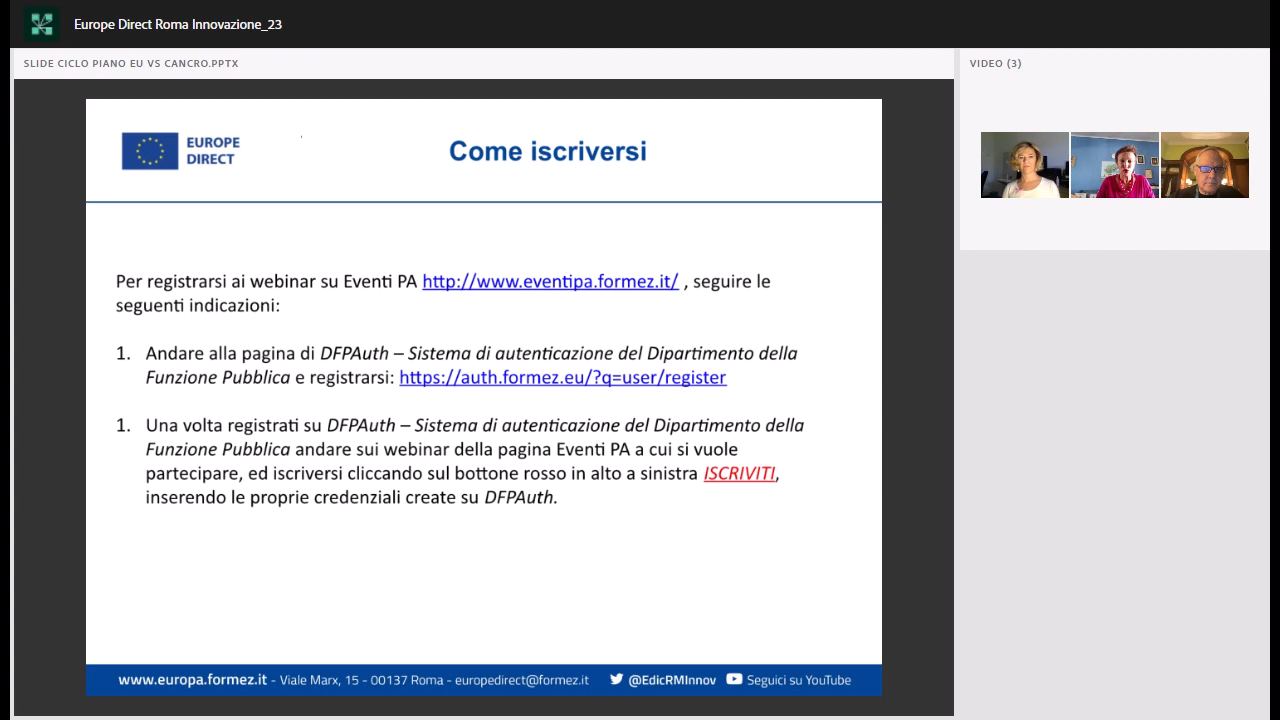 Europe Direct Roma Innovazione_23
SLIDE CICLO PIANO EU VS CANCRO.PPTX
VIDEO (3)
EUROPE
DIRECT
Come iscriversi
Per registrarsi ai webinar su Eventi PA http://www.eventipa.formez.it/ , seguire le
seguenti indicazioni:
1. Andare alla pagina di DFPAuth – Sistema di autenticazione del Dipartimento della
Funzione Pubblica e registrarsi: https://auth.formez.eu/?q=user/register
1. Una volta registrati su DFPAuth – Sistema di autenticazione del Dipartimento della
Funzione Pubblica andare sui webinar della pagina Eventi PA a cui si vuole
partecipare, ed iscriversi cliccando sul bottone rosso in alto a sinistra ISCRIVITI,
inserendo le proprie credenziali create su DFPAuth.
www.europa.formez.it - Viale Marx, 15 - 00137 Roma - europedirect@formez.it @EdicRMInnov Seguici su YouTube